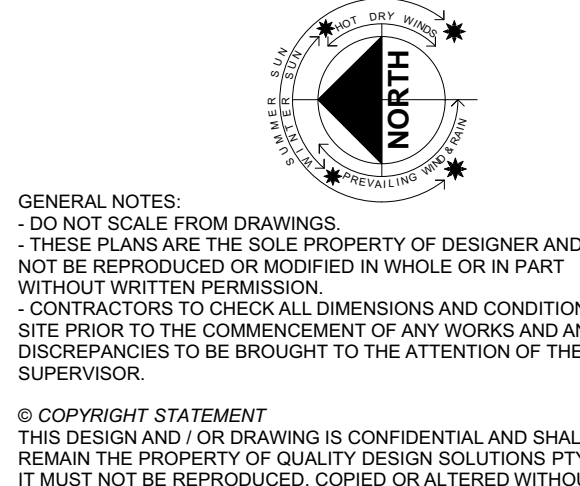 HOT DRY WINDS
SUMMER SUN
WINTER SUN
NORTH
PREVAILING WIND & RAIN
GENERAL NOTES:
- DO NOT SCALE FROM DRAWINGS.
- THESE PLANS ARE THE SOLE PROPERTY OF DESIGNER AND
NOT BE REPRODUCED OR MODIFIED IN WHOLE OR IN PART
WITHOUT WRITTEN PERMISSION.
- CONTRACTORS TO CHECK ALL DIMENSIONS AND CONDITION
SITE PRIOR TO THE COMMENCEMENT OF ANY WORKS AND AN
DISCREPANCIES TO BE BROUGHT TO THE ATTENTION OF THE
SUPERVISOR.
© COPYRIGHT STATEMENT
THIS DESIGN AND / OR DRAWING IS CONFIDENTIAL AND SHAL
REMAIN THE PROPERTY OF QUALITY DESIGN SOLUTIONS PTY
IT MUST NOT BE REPRODUCED, COPIED OR ALTERED WITHOU